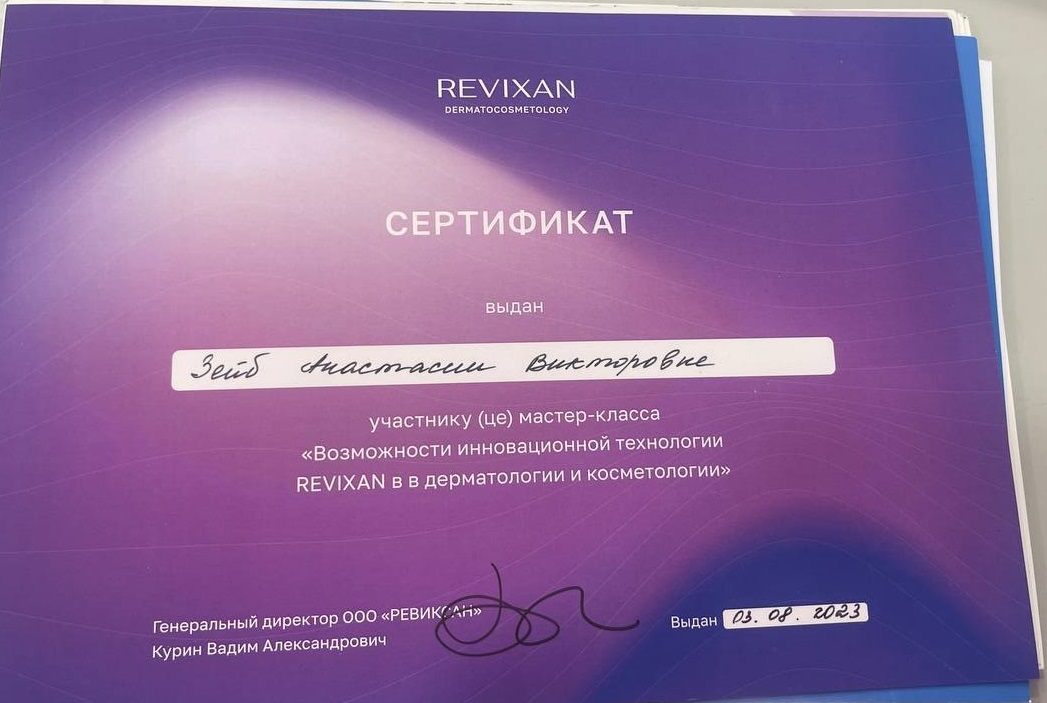 REVIXAN
DERMATOCOSMETOLOGY
СЕРТИФИКАТ
выдан
Зейб Анастасии Викторовне
участнику (це) мастер-класса
«Возможности инновационной технологии
REVIXAN в в дерматологии и косметологии»
Генеральный директор ООО «РЕВИКСАН»
Курин Вадим Александрович
Выдан 03.08.2023